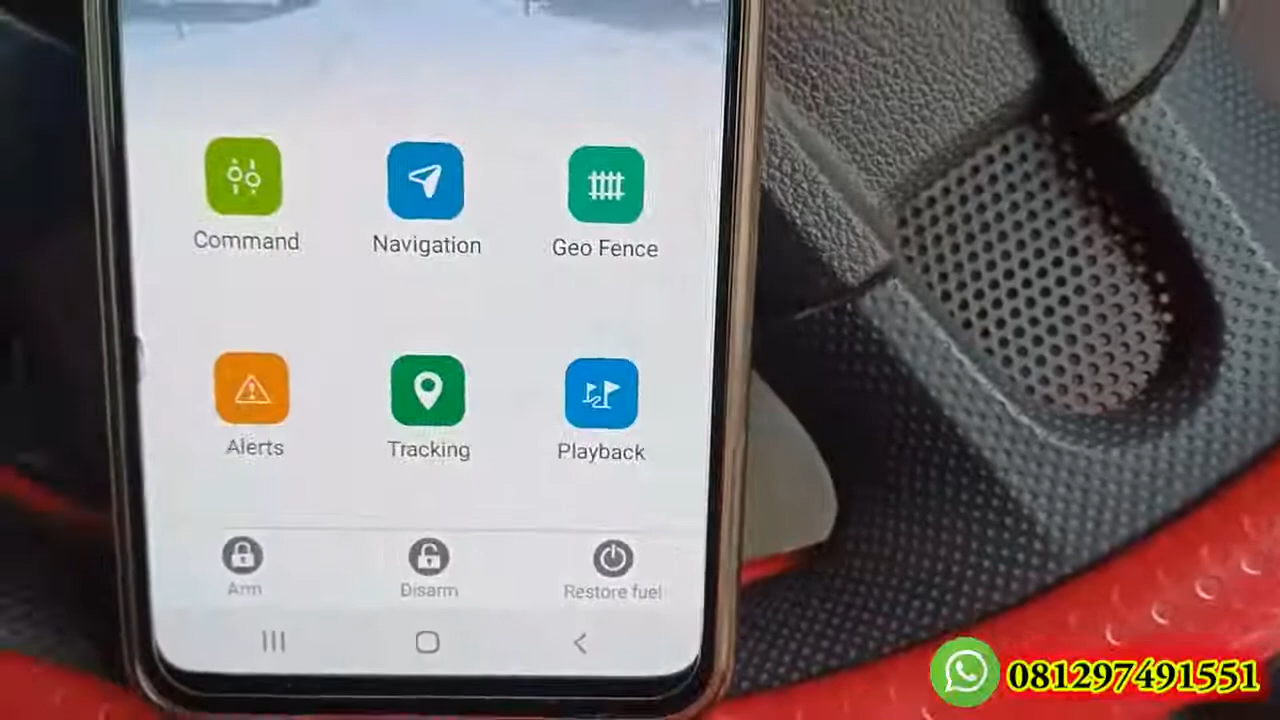 Command Navigation Geo Fence
Alerts Tracking Playback
Arm Disarm Restore fuel
081297491551